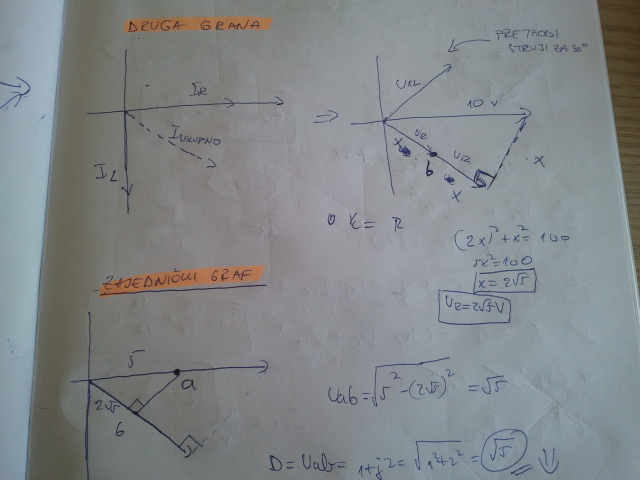 DRUGA GRANA
PRETHODI
STRUJI ZA 90°
UXL
IR
10 V
⇒
UR
IUKUPNO
UR
X
X
b
IL
X
X = R
(2x)² + x² = 100
5x² = 100
x = 2√5
UR = 2√5 V
ZAJEDNIČKI GRAF
5
a
2√5
b
Uab = √5² - (2√5)² = √5
D = Uab = 1+j2 = √1²+2² = √5